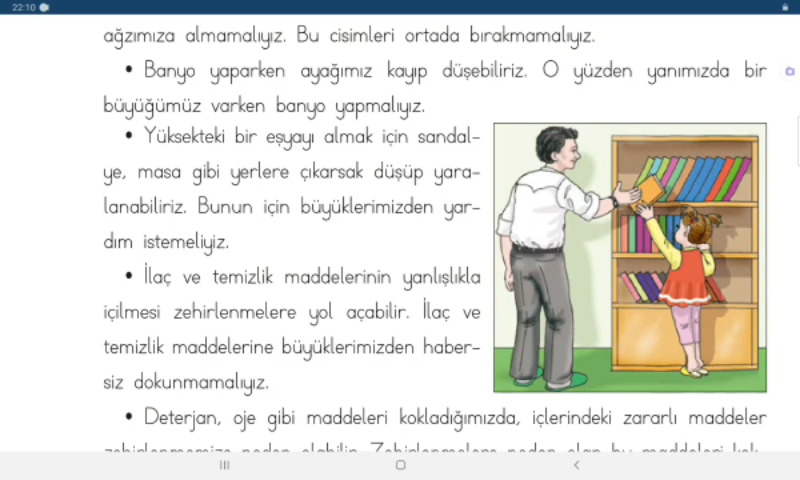 22:10
ağzımıza almamalıyız. Bu cisimleri ortada bırakmamalıyız.
• Banyo yaparken ayağımız kayıp düşebiliriz. O yüzden yanımızda bir
büyüğümüz varken banyo yapmalıyız.
• Yüksekteki bir eşyayı almak için sandal-
ye, masa gibi yerlere çıkarsak düşüp yara-
lanabiliriz. Bunun için büyüklerimizden yar-
dım istemeliyiz.
• İlaç ve temizlik maddelerinin yanlışlıkla
içilmesi zehirlenmelere yol açabilir. İlaç ve
temizlik maddelerine büyüklerimizden haber-
siz dokunmamalıyız.
• Deterjan, oje gibi maddeleri kokladığımızda, içlerindeki zararlı maddeler